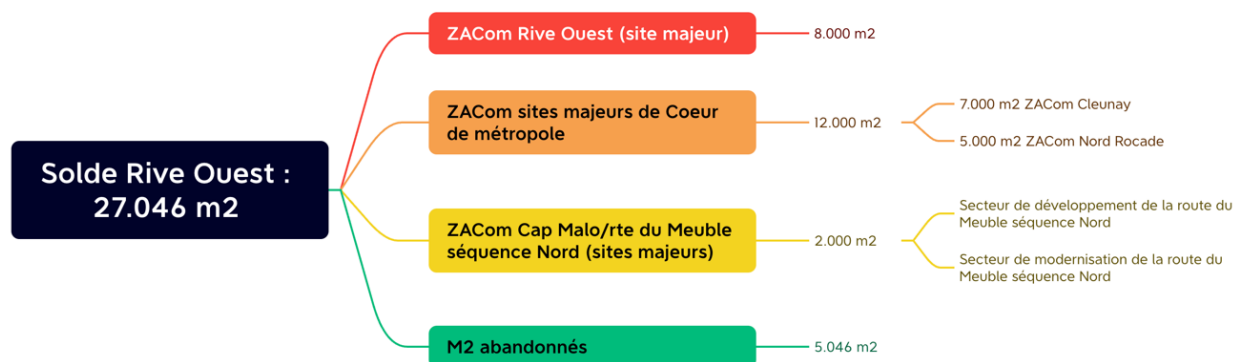 Solde Rive Ouest :
27.046 m2
ZACom Rive Ouest (site majeur)
8.000 m2
ZACom sites majeurs de Coeur
de métropole
12.000 m2
7.000 m2 ZACom Cleunay
5.000 m2 ZACom Nord Rocade
ZACom Cap Malo/rte du Meuble
séquence Nord (sites majeurs)
2.000 m2
Secteur de développement de la route du
Meuble séquence Nord
Secteur de modernisation de la route du
Meuble séquence Nord
M2 abandonnés
5.046 m2